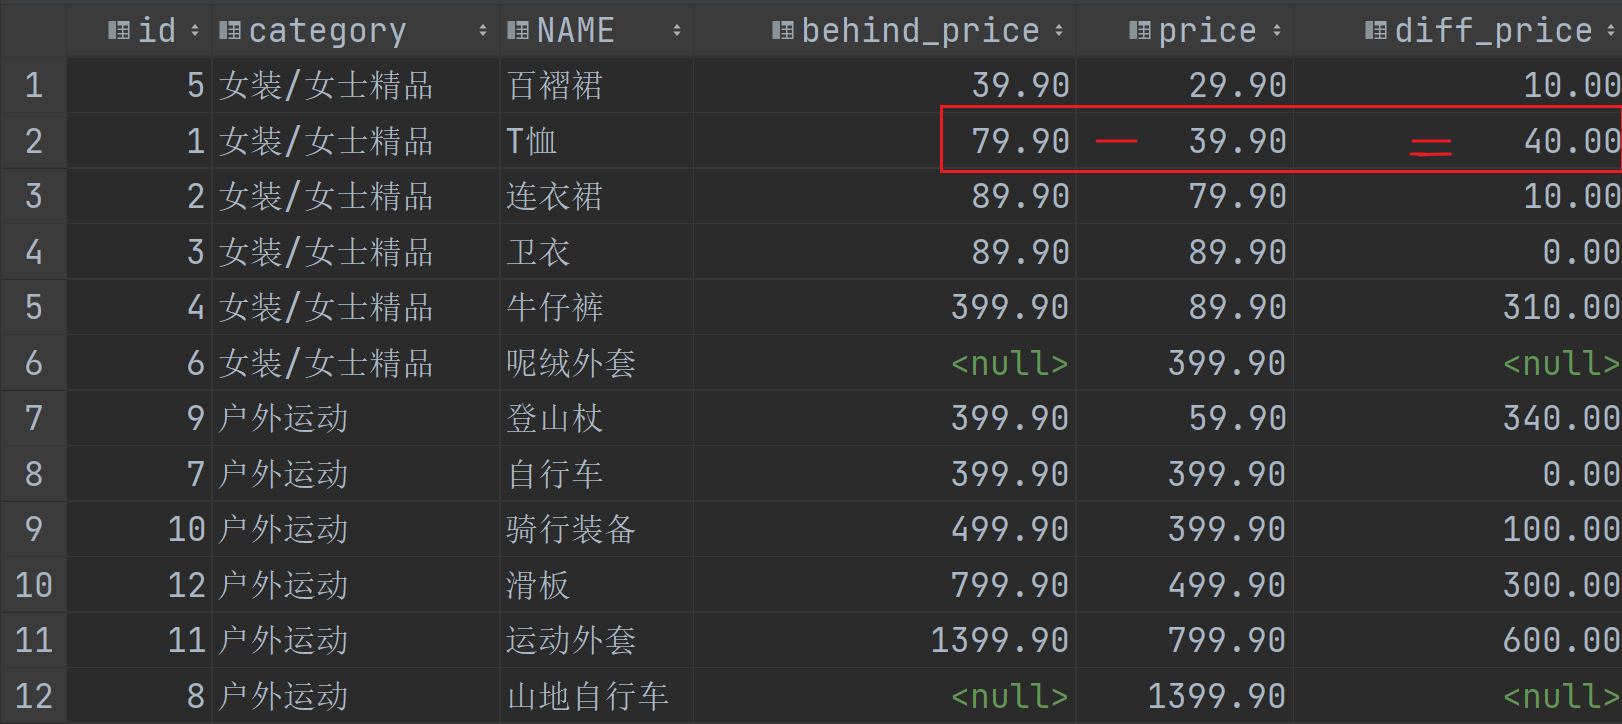 id category NAME behind_price price diff_price
1 5 女装/女士精品 百褶裙 39.90 29.90 10.00
2 1 女装/女士精品 T恤 79.90 — 39.90 = 40.00
3 2 女装/女士精品 连衣裙 89.90 79.90 10.00
4 3 女装/女士精品 卫衣 89.90 89.90 0.00
5 4 女装/女士精品 牛仔裤 399.90 89.90 310.00
6 6 女装/女士精品 呢绒外套 <null> 399.90 <null>
7 9 户外运动 登山杖 399.90 59.90 340.00
8 7 户外运动 自行车 399.90 399.90 0.00
9 10 户外运动 骑行装备 499.90 399.90 100.00
10 12 户外运动 滑板 799.90 499.90 300.00
11 11 户外运动 运动外套 1399.90 799.90 600.00
12 8 户外运动 山地自行车 <null> 1399.90 <null>